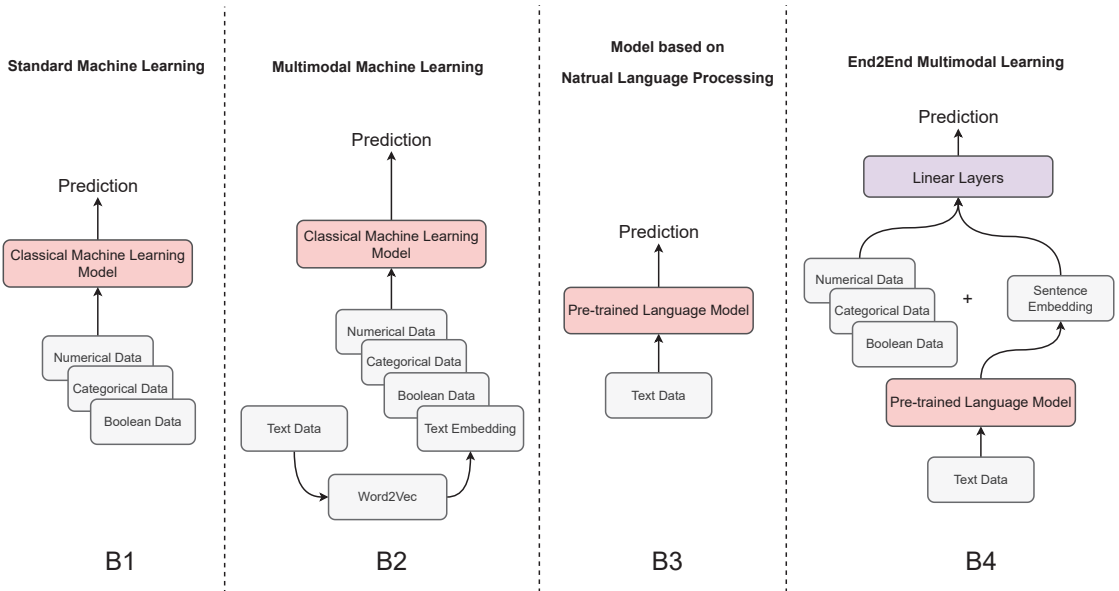 Standard Machine Learning
Prediction
Classical Machine Learning
Model
Numerical Data
Categorical Data
Boolean Data
B1
Multimodal Machine Learning
Prediction
Classical Machine Learning
Model
Numerical Data
Categorical Data
Boolean Data
Text Embedding
Text Data
Word2Vec
B2
Model based on
Natrual Language Processing
Prediction
Pre-trained Language Model
Text Data
B3
End2End Multimodal Learning
Prediction
Linear Layers
Numerical Data
Categorical Data
Boolean Data
+
Sentence
Embedding
Pre-trained Language Model
Text Data
B4